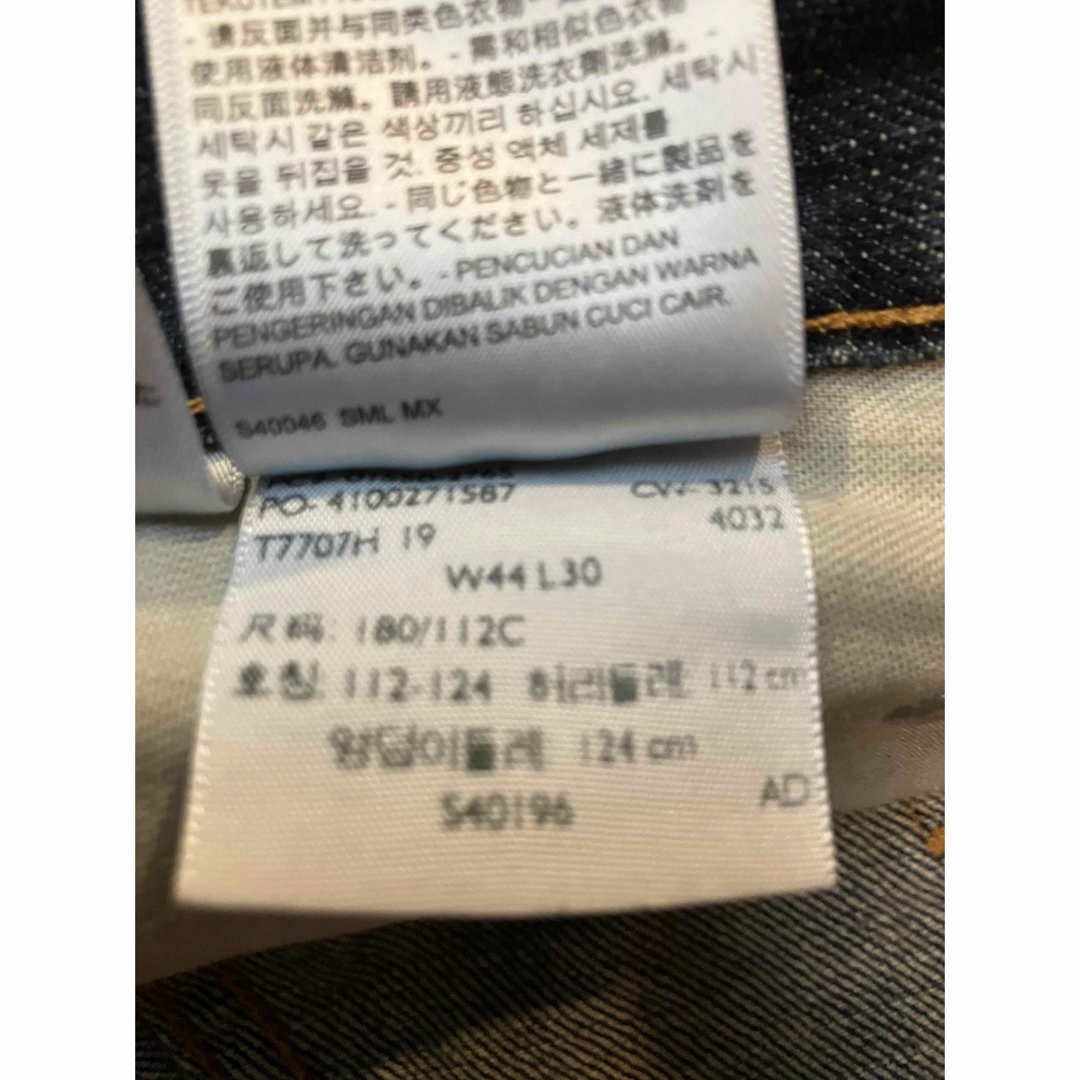 - 请反面并与同类色衣物
使用液体清洁剂。- 需和相似色衣物
同反面洗滌。請用液態洗衣劑洗滌。-
세탁시 같은 색상끼리 하십시요. 세탁시
옷을 뒤집을 것. 중성 액체 세제를
사용하세요. - 同じ色物と一緒に製品を
裏返して洗ってください。液体洗剤を
ご使用下さい。- PENCUCIAN DAN
PENGERINGAN DIBALIK DENGAN WARNA
SERUPA. GUNAKAN SABUN CUCI CAIR.
S40046 SML MX
PO- 4100271587
4032
T7707H 19
W44 L30
尺码: 180/112C
호칭: 112-124 허리둘레: 112 cm
엉덩이둘레: 124 cm
S40196
AD